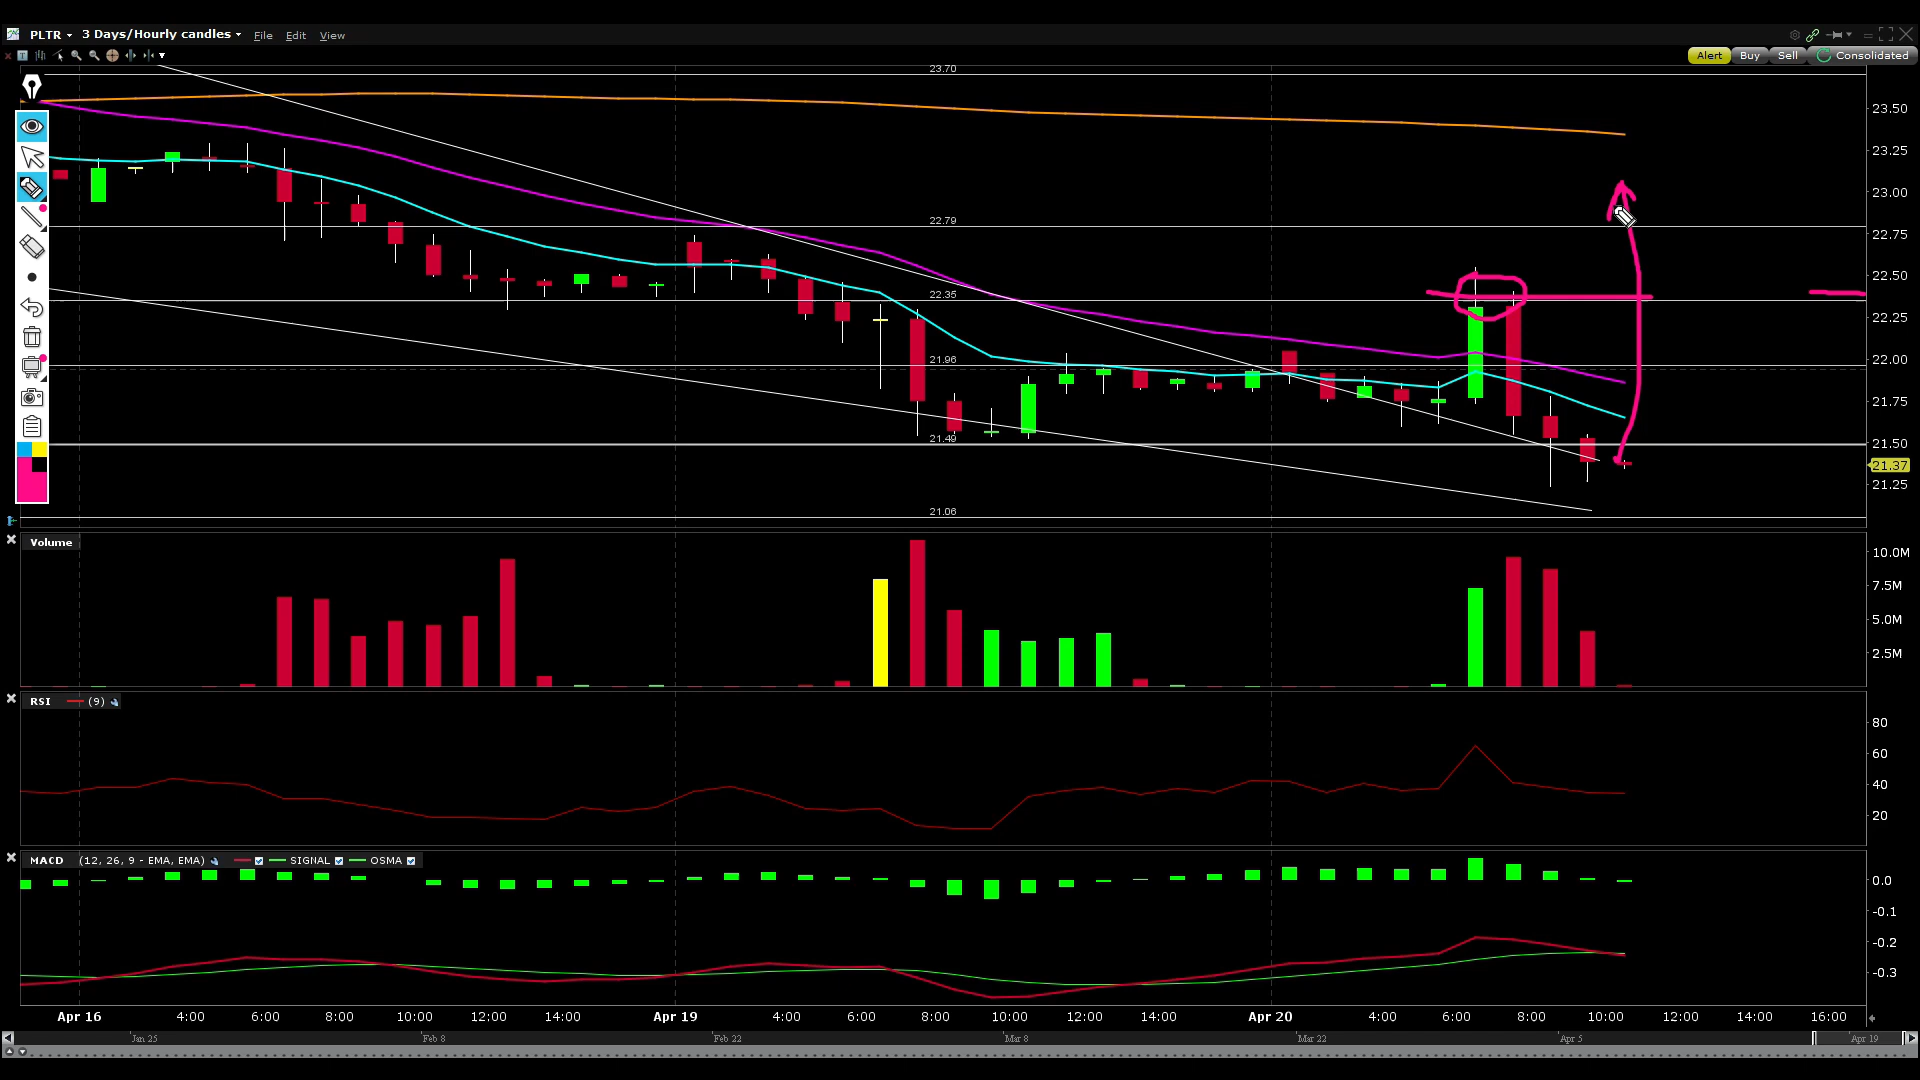 PLTR 3 Days/Hourly candles File Edit View
Alert Buy Sell Consolidated
23.70
23.50
23.25
23.00
22.79
22.75
22.50
22.35
22.25
21.96
22.00
21.75
21.49
21.50
21.37
21.25
21.06
Volume
10.0M
7.5M
5.0M
2.5M
RSI (9)
80
60
40
20
MACD (12, 26, 9 - EMA, EMA) SIGNAL OSMA
0.0
-0.1
-0.2
-0.3
Apr 16 4:00 6:00 8:00 10:00 12:00 14:00 Apr 19 4:00 6:00 8:00 10:00 12:00 14:00 Apr 20 4:00 6:00 8:00 10:00 12:00 14:00 16:00
Jan 25 Feb 8 Feb 22 Mar 8 Mar 22 Apr 5 Apr 19